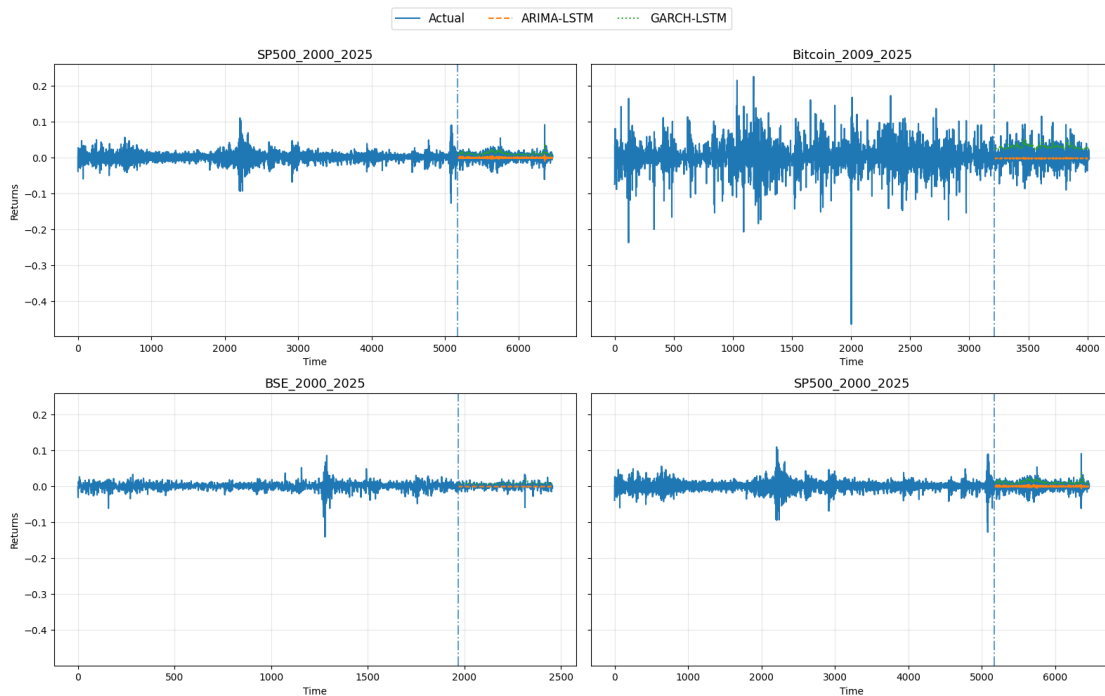 Actual ARIMA-LSTM GARCH-LSTM
SP500_2000_2025
Bitcoin_2009_2025
0.2
0.1
0.0
−0.1
−0.2
−0.3
−0.4
Returns
0 1000 2000 3000 4000 5000 6000
0 500 1000 1500 2000 2500 3000 3500 4000
Time
Time
BSE_2000_2025
SP500_2000_2025
0.2
0.1
0.0
−0.1
−0.2
−0.3
−0.4
Returns
0 500 1000 1500 2000 2500
0 1000 2000 3000 4000 5000 6000
Time
Time